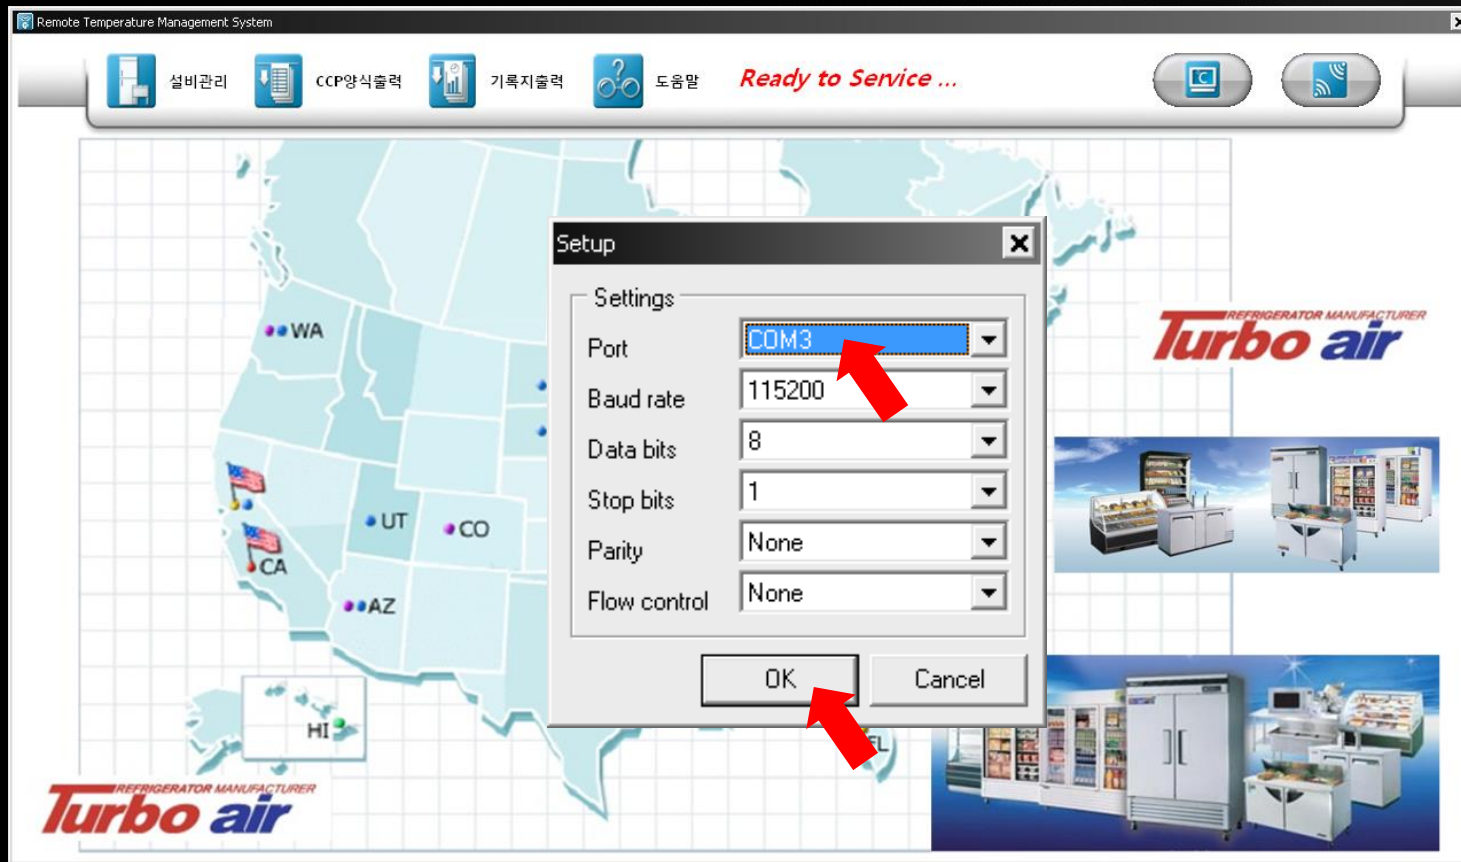 Remote Temperature Management System
설비관리
CCP양식출력
기록지출력
도움말
Ready to Service ...
Setup
Settings
Port
COM3
Baud rate
115200
Data bits
8
Stop bits
1
Parity
None
Flow control
None
OK
Cancel
WA
UT
CO
CA
AZ
HI
FL
REFRIGERATOR MANUFACTURER
Turbo air
REFRIGERATOR MANUFACTURER
Turbo air